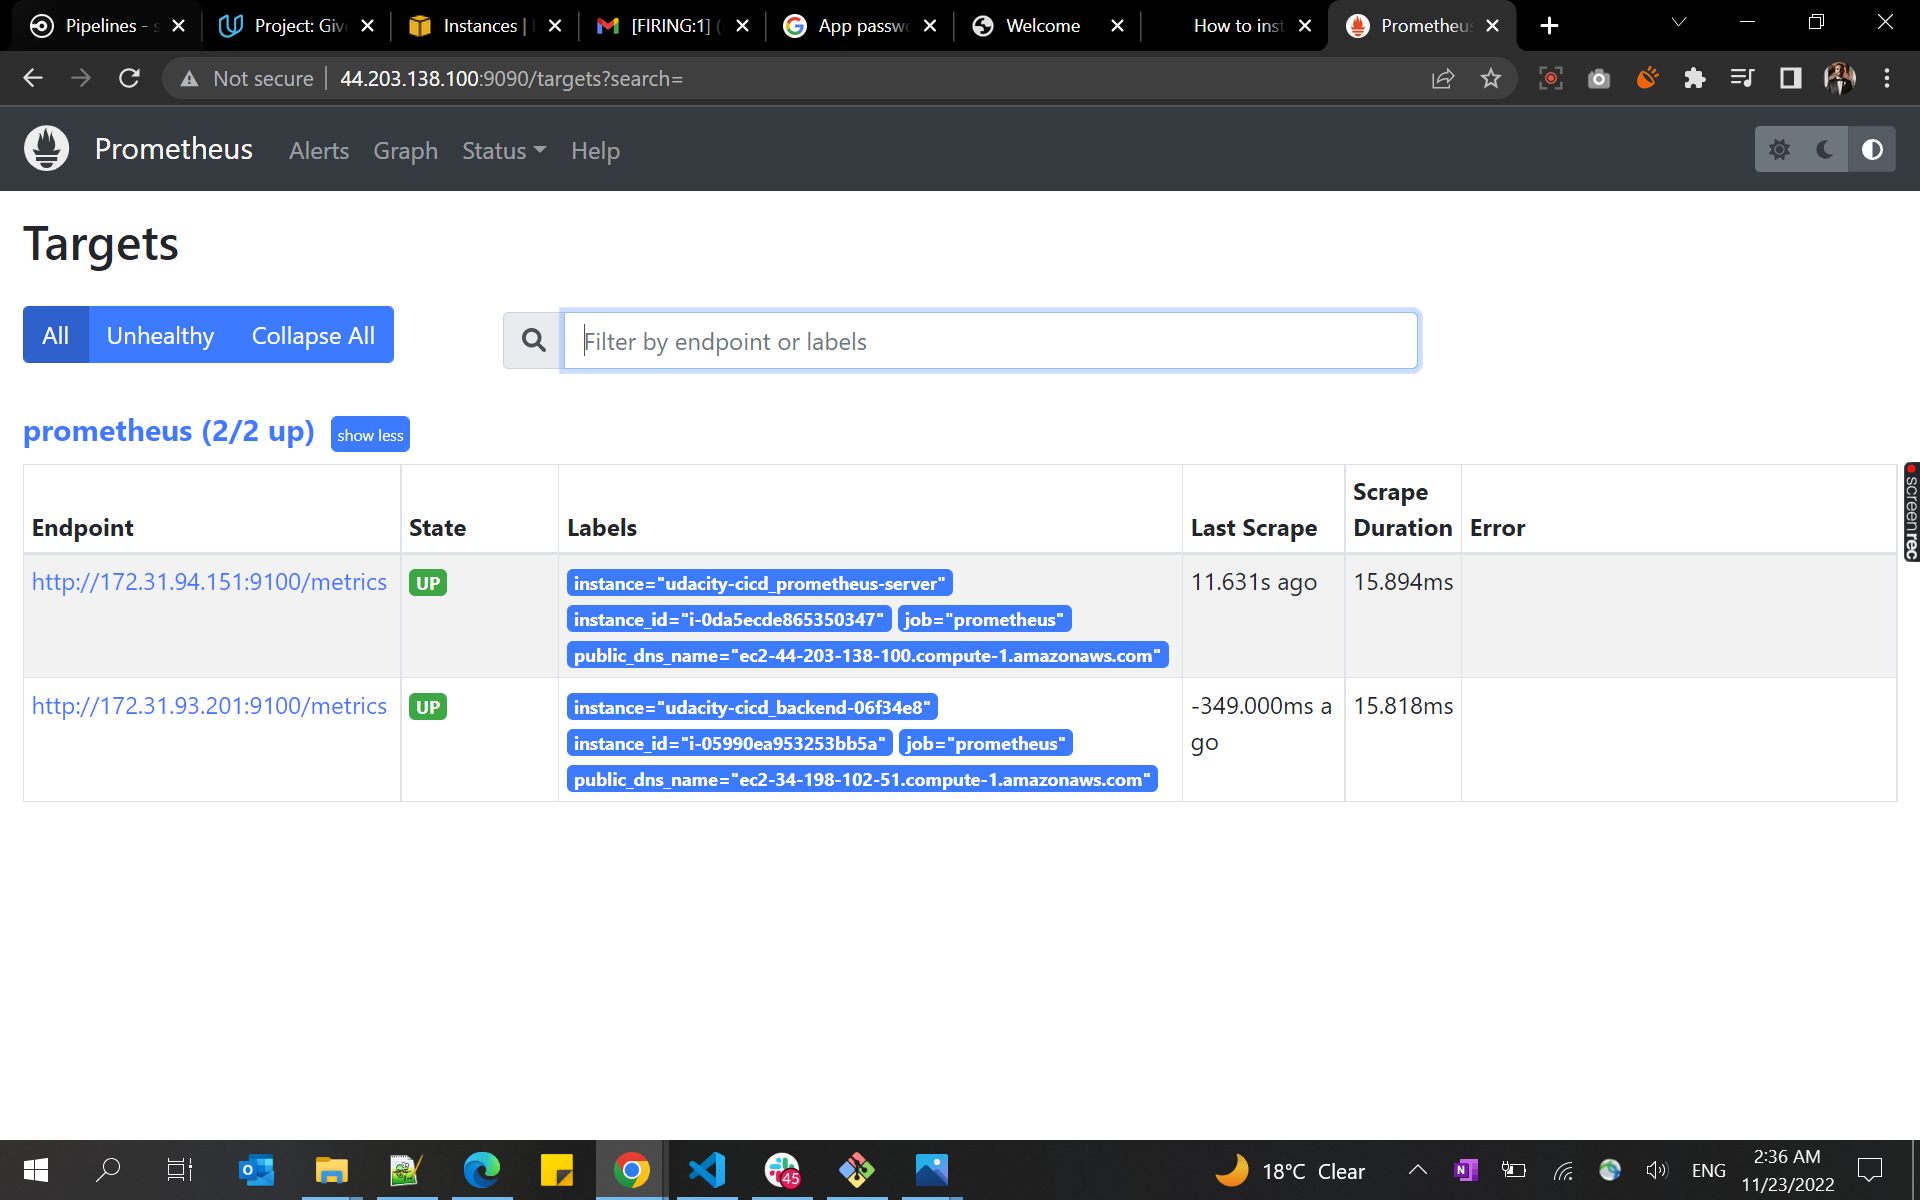 Pipelines - s
Project: Give
Instances | E
[FIRING:1] (
App passwo
Welcome
How to inst
Prometheus
Not secure
44.203.138.100:9090/targets?search=
Prometheus
Alerts
Graph
Status
Help
Targets
All
Unhealthy
Collapse All
Filter by endpoint or labels
prometheus (2/2 up)
show less
Endpoint
State
Labels
Last Scrape
Scrape
Duration
Error
http://172.31.94.151:9100/metrics
UP
instance="udacity-cicd_prometheus-server"
instance_id="i-0da5ecde865350347" job="prometheus"
public_dns_name="ec2-44-203-138-100.compute-1.amazonaws.com"
11.631s ago
15.894ms
http://172.31.93.201:9100/metrics
UP
instance="udacity-cicd_backend-06f34e8"
instance_id="i-05990ea953253bb5a" job="prometheus"
public_dns_name="ec2-34-198-102-51.compute-1.amazonaws.com"
-349.000ms a
go
15.818ms
screenrec
45
18°C Clear
ENG
2:36 AM
11/23/2022